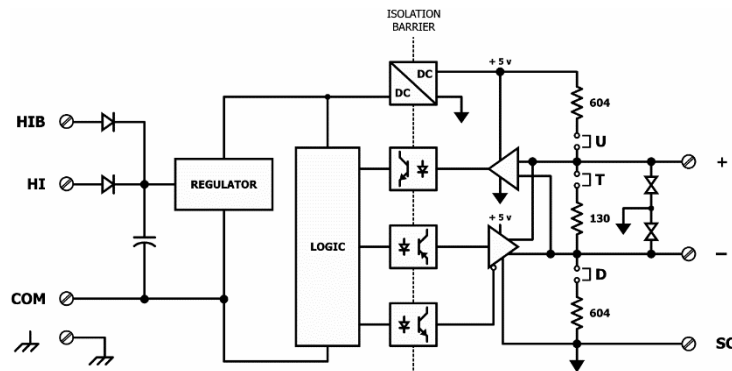 ISOLATION
BARRIER
+ 5 v
DC
DC
604
HIB
U
+
HI
REGULATOR
T
+ 5 v
130
LOGIC
−
COM
D
604
SC